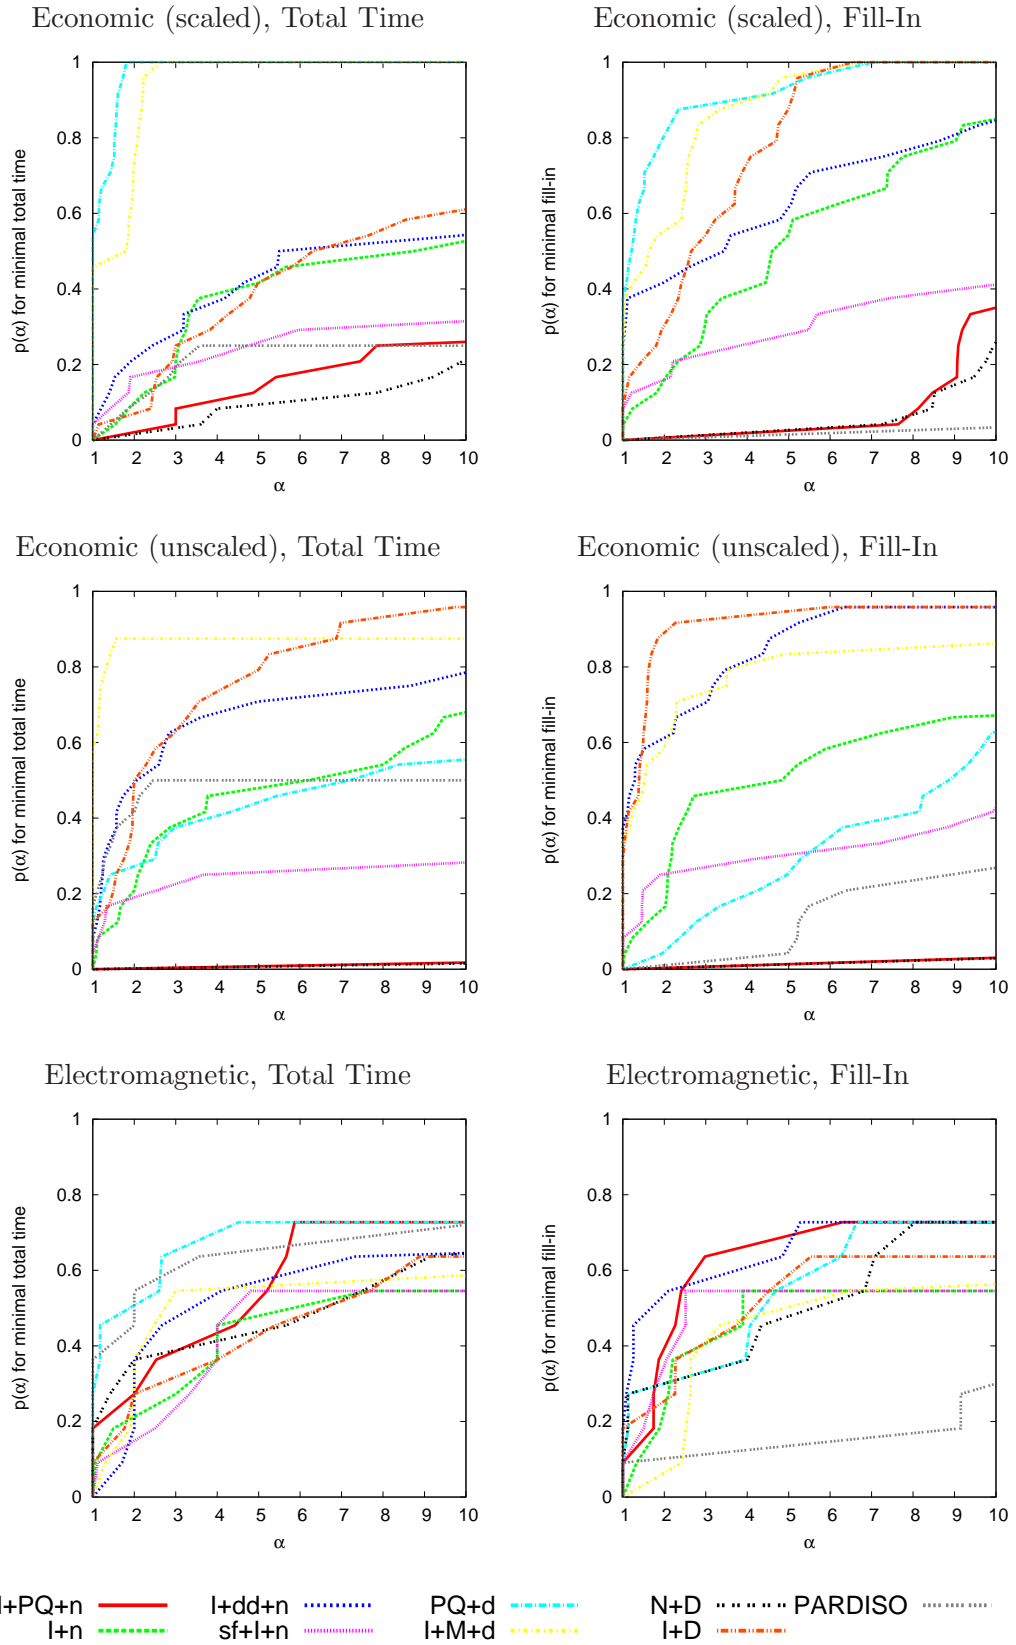 Economic (scaled), Total Time
Economic (scaled), Fill-In
p(α) for minimal total time
1
0.8
0.6
0.4
0.2
0
1 2 3 4 5 6 7 8 9 10
α
p(α) for minimal fill-in
1
0.8
0.6
0.4
0.2
0
1 2 3 4 5 6 7 8 9 10
α
Economic (unscaled), Total Time
Economic (unscaled), Fill-In
p(α) for minimal total time
1
0.8
0.6
0.4
0.2
0
1 2 3 4 5 6 7 8 9 10
α
p(α) for minimal fill-in
1
0.8
0.6
0.4
0.2
0
1 2 3 4 5 6 7 8 9 10
α
Electromagnetic, Total Time
Electromagnetic, Fill-In
p(α) for minimal total time
1
0.8
0.6
0.4
0.2
0
1 2 3 4 5 6 7 8 9 10
α
p(α) for minimal fill-in
1
0.8
0.6
0.4
0.2
0
1 2 3 4 5 6 7 8 9 10
α
+PQ+n I+dd+n PQ+d N+D PARDISO
I+n sf+I+n I+M+d I+D